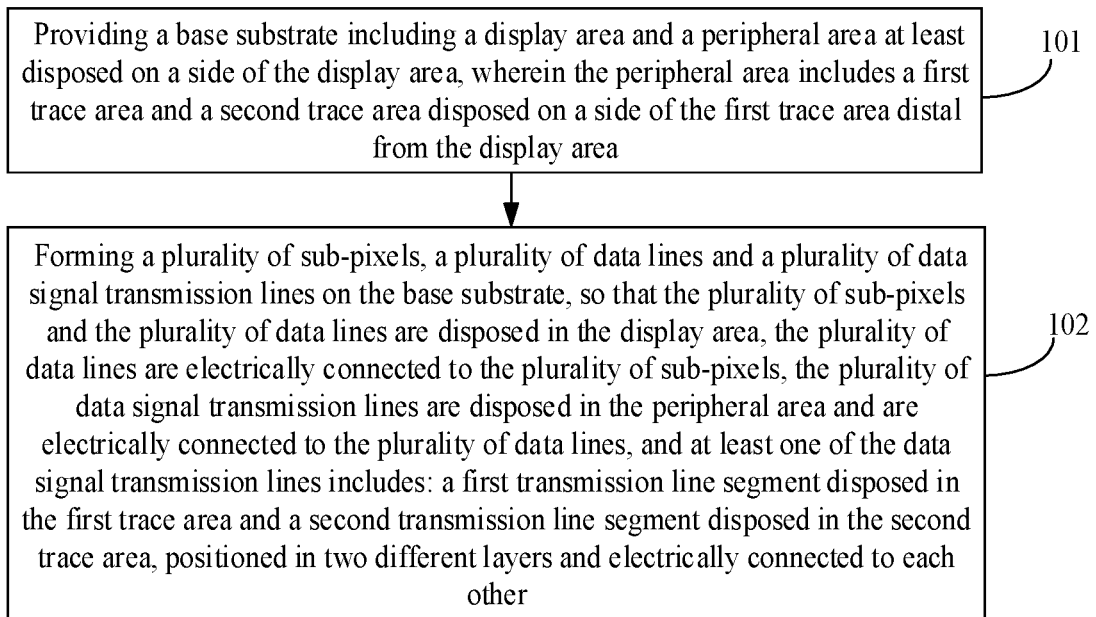 Providing a base substrate including a display area and a peripheral area at least
disposed on a side of the display area, wherein the peripheral area includes a first
trace area and a second trace area disposed on a side of the first trace area distal
from the display area
101
Forming a plurality of sub-pixels, a plurality of data lines and a plurality of data
signal transmission lines on the base substrate, so that the plurality of sub-pixels
and the plurality of data lines are disposed in the display area, the plurality of
data lines are electrically connected to the plurality of sub-pixels, the plurality of
data signal transmission lines are disposed in the peripheral area and are
electrically connected to the plurality of data lines, and at least one of the data
signal transmission lines includes: a first transmission line segment disposed in
the first trace area and a second transmission line segment disposed in the second
trace area, positioned in two different layers and electrically connected to each
other
102